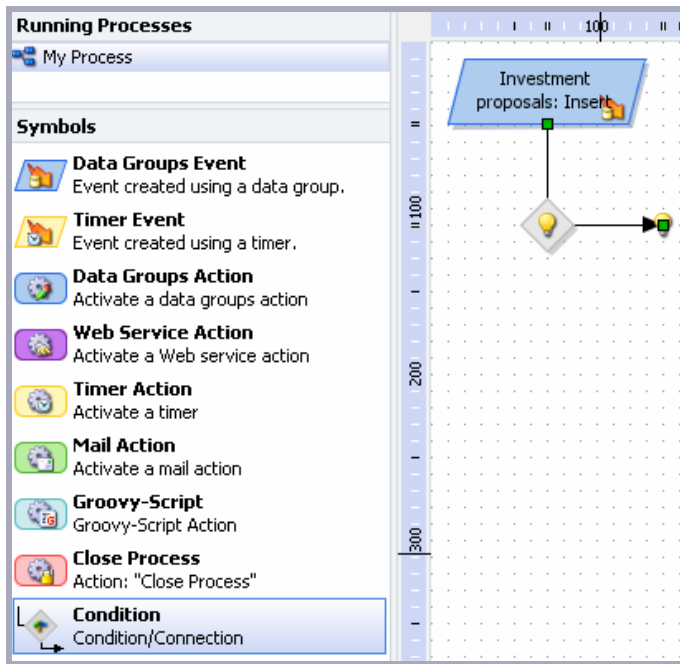 Running Processes
My Process
Symbols
Data Groups Event
Event created using a data group.
Timer Event
Event created using a timer.
Data Groups Action
Activate a data groups action
Web Service Action
Activate a Web service action
Timer Action
Activate a timer
Mail Action
Activate a mail action
Groovy-Script
Groovy-Script Action
Close Process
Action: "Close Process"
Condition
Condition/Connection
100
Investment
proposals: Insert
100
200
300